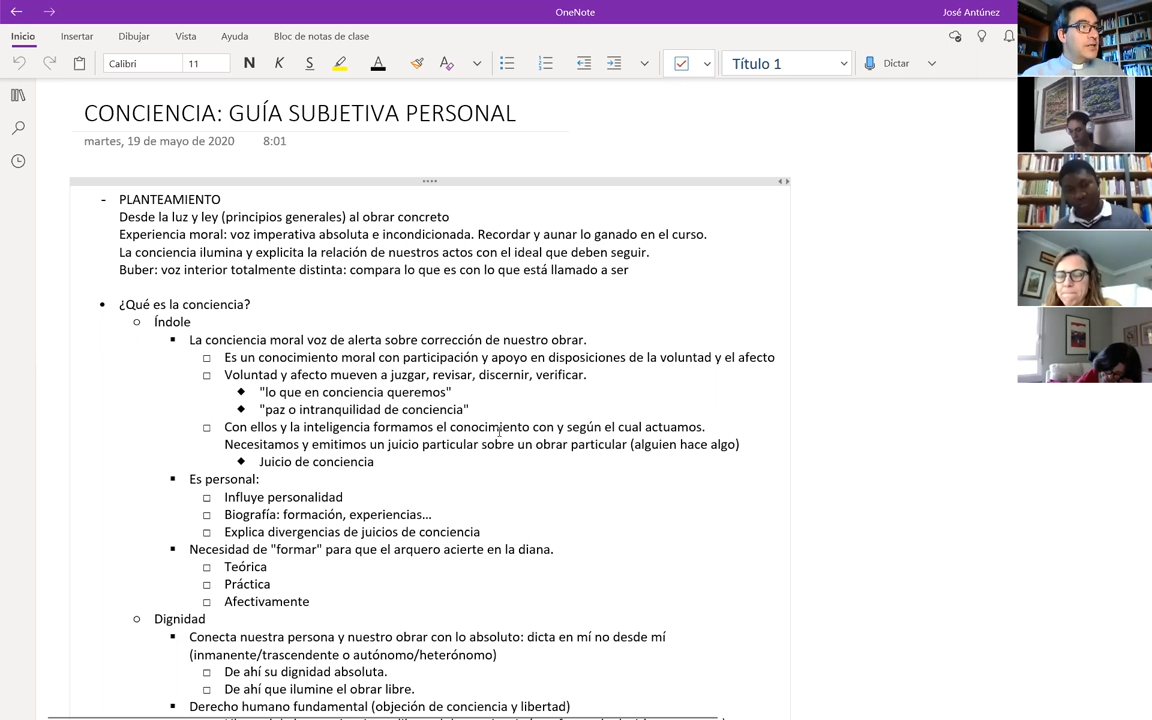 OneNote
José Antúnez
Inicio
Insertar
Dibujar
Vista
Ayuda
Bloc de notas de clase
Calibri
11
N
K
S
A
Título 1
Dictar
CONCIENCIA: GUÍA SUBJETIVA PERSONAL
martes, 19 de mayo de 2020 8:01
- PLANTEAMIENTO
Desde la luz y ley (principios generales) al obrar concreto
Experiencia moral: voz imperativa absoluta e incondicionada. Recordar y aunar lo ganado en el curso.
La conciencia ilumina y explicita la relación de nuestros actos con el ideal que deben seguir.
Buber: voz interior totalmente distinta: compara lo que es con lo que está llamado a ser
¿Qué es la conciencia?
Índole
La conciencia moral voz de alerta sobre corrección de nuestro obrar.
Es un conocimiento moral con participación y apoyo en disposiciones de la voluntad y el afecto
Voluntad y afecto mueven a juzgar, revisar, discernir, verificar.
"lo que en conciencia queremos"
"paz o intranquilidad de conciencia"
Con ellos y la inteligencia formamos el conocimiento con y según el cual actuamos.
Necesitamos y emitimos un juicio particular sobre un obrar particular (alguien hace algo)
Juicio de conciencia
Es personal:
Influye personalidad
Biografía: formación, experiencias...
Explica divergencias de juicios de conciencia
Necesidad de "formar" para que el arquero acierte en la diana.
Teórica
Práctica
Afectivamente
Dignidad
Conecta nuestra persona y nuestro obrar con lo absoluto: dicta en mí no desde mí
(inmanente/trascendente o autónomo/heterónomo)
De ahí su dignidad absoluta.
De ahí que ilumine el obrar libre.
Derecho humano fundamental (objeción de conciencia y libertad)